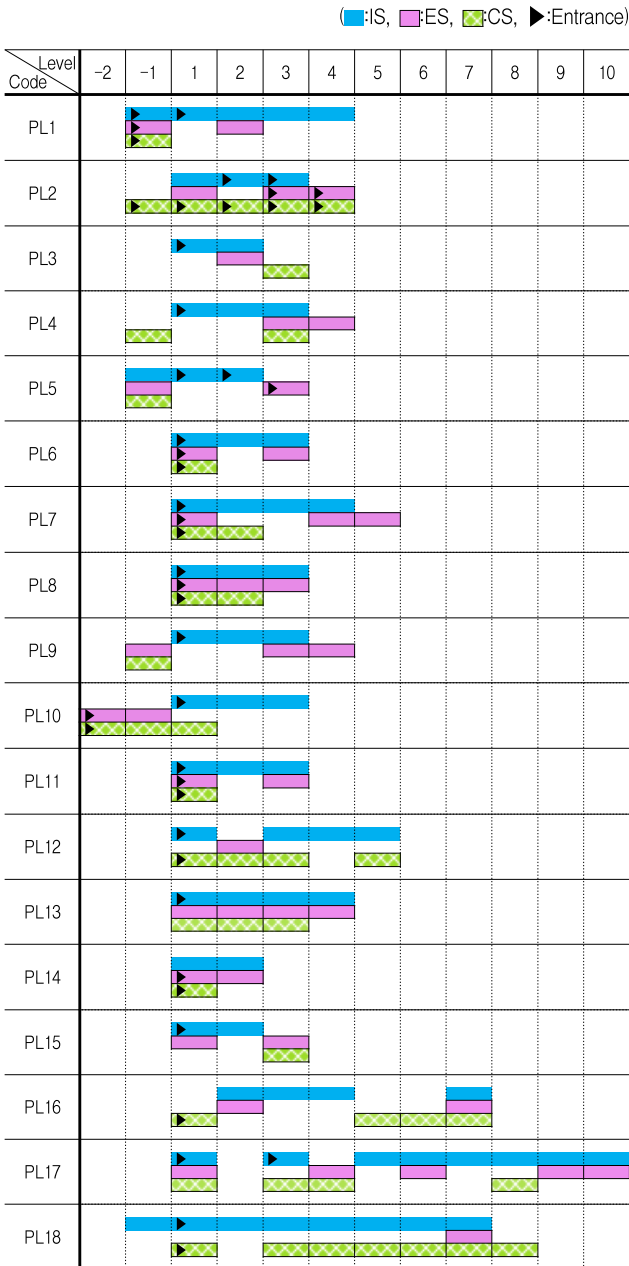 (■:IS, ■:ES, ■:CS, ▶:Entrance)
Level
Code
-2 -1 1 2 3 4 5 6 7 8 9 10
PL1
PL2
PL3
PL4
PL5
PL6
PL7
PL8
PL9
PL10
PL11
PL12
PL13
PL14
PL15
PL16
PL17
PL18